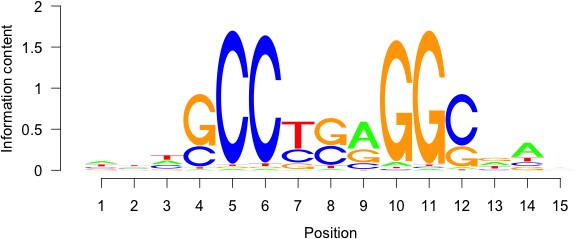 Information content
2
1.5
1
0.5
0
G C C T G A G G C A
C C C G G
1 2 3 4 5 6 7 8 9 10 11 12 13 14 15
Position